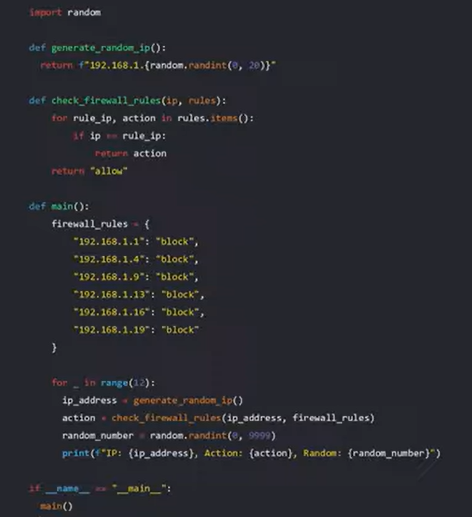 import random
def generate_random_ip():
return f"192.168.1.{random.randint(0, 20)}"
def check_firewall_rules(ip, rules):
for rule_ip, action in rules.items():
if ip == rule_ip:
return action
return "allow"
def main():
firewall_rules = {
"192.168.1.1": "block",
"192.168.1.4": "block",
"192.168.1.9": "block",
"192.168.1.13": "block",
"192.168.1.16": "block",
"192.168.1.19": "block"
}
for _ in range(12):
ip_address = generate_random_ip()
action = check_firewall_rules(ip_address, firewall_rules)
random_number = random.randint(0, 9999)
print(f"IP: {ip_address}, Action: {action}, Random: {random_number}")
if __name__ == "__main__":
main()